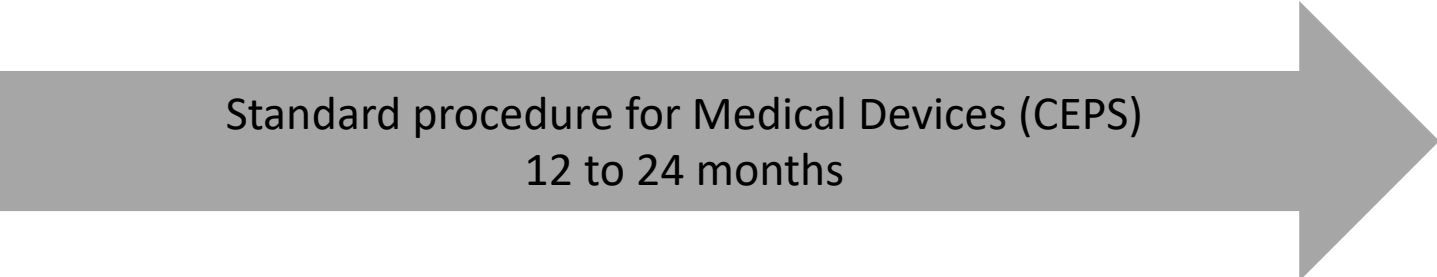 Standard procedure for Medical Devices (CEPS)
12 to 24 months